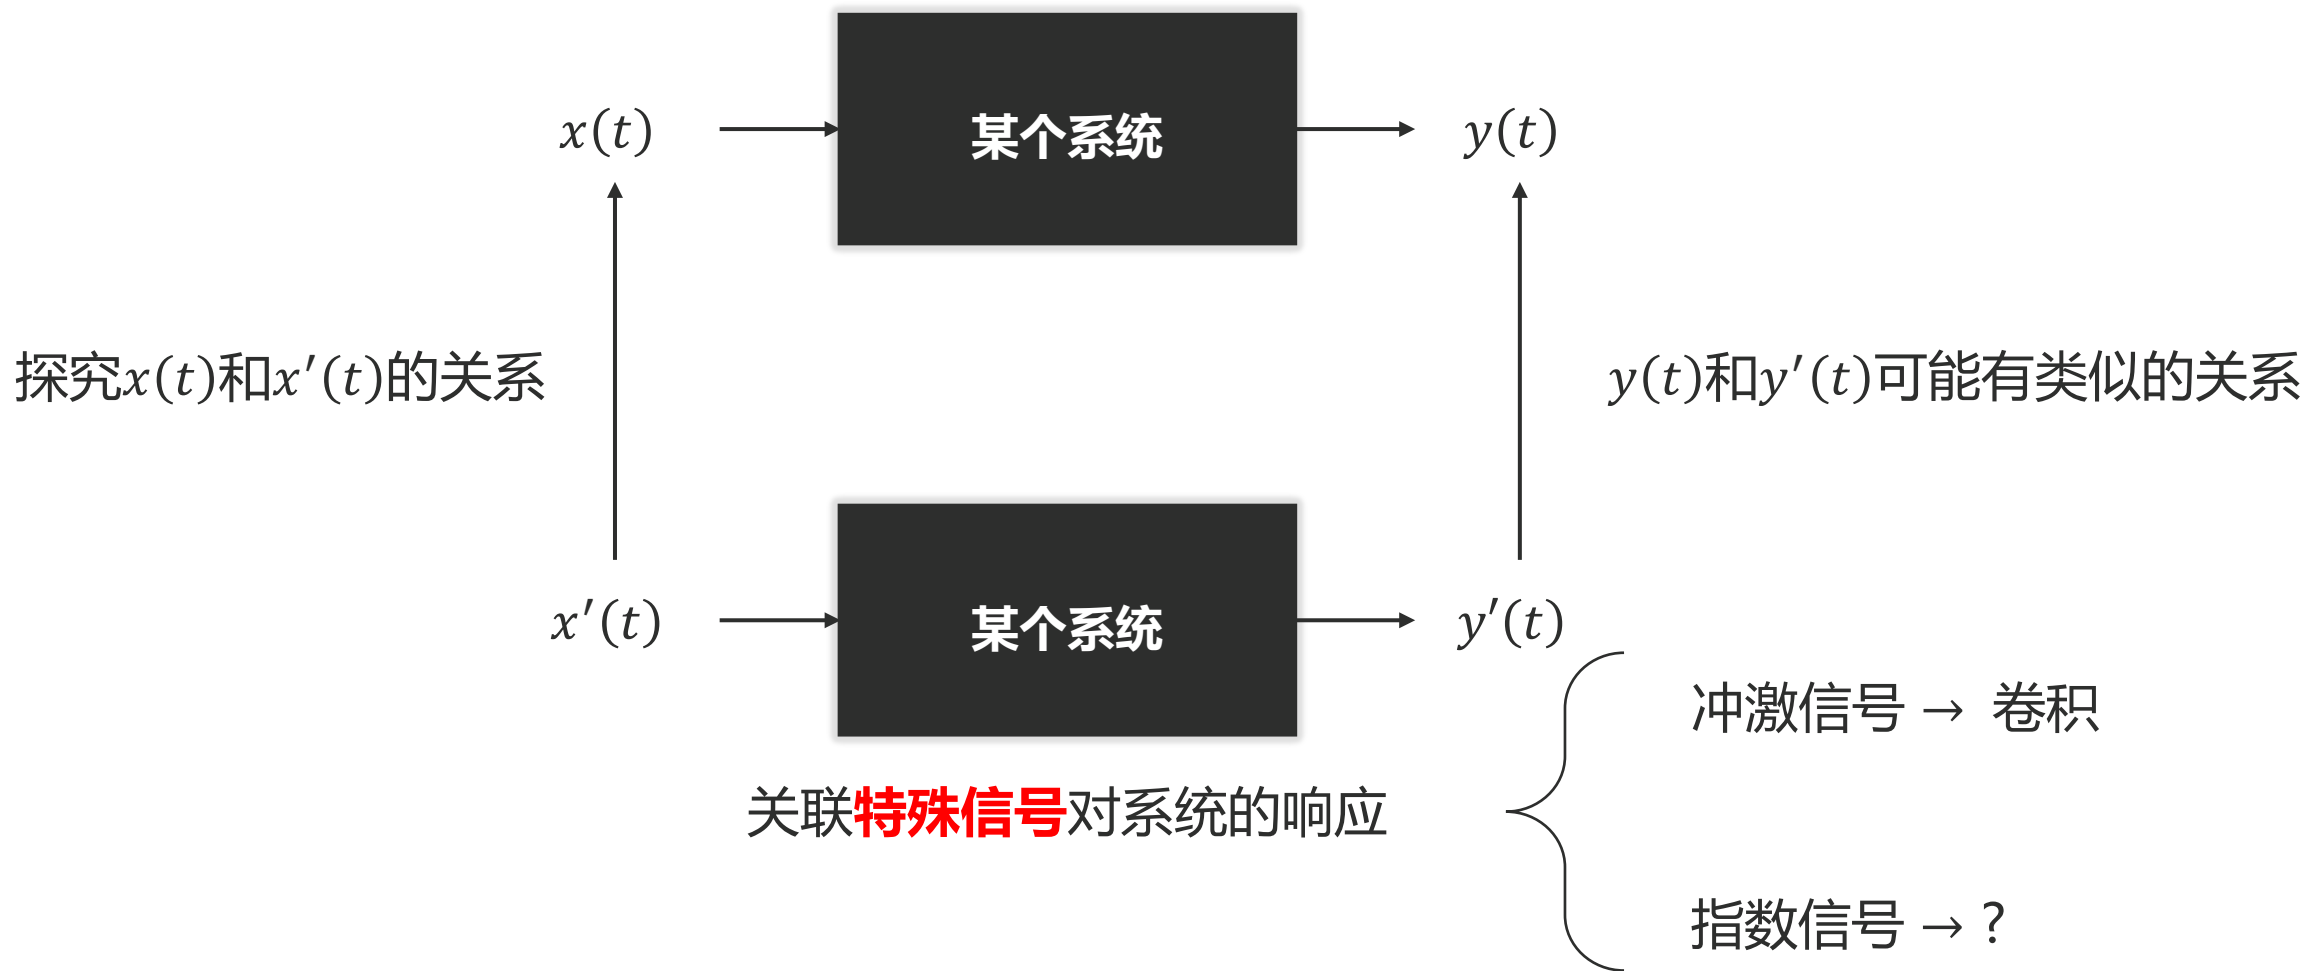 x(t)
某个系统
y(t)
探究x(t)和x′(t)的关系
y(t)和y′(t)可能有类似的关系
x′(t)
某个系统
y′(t)
冲激信号 → 卷积
关联特殊信号对系统的响应
指数信号 → ?